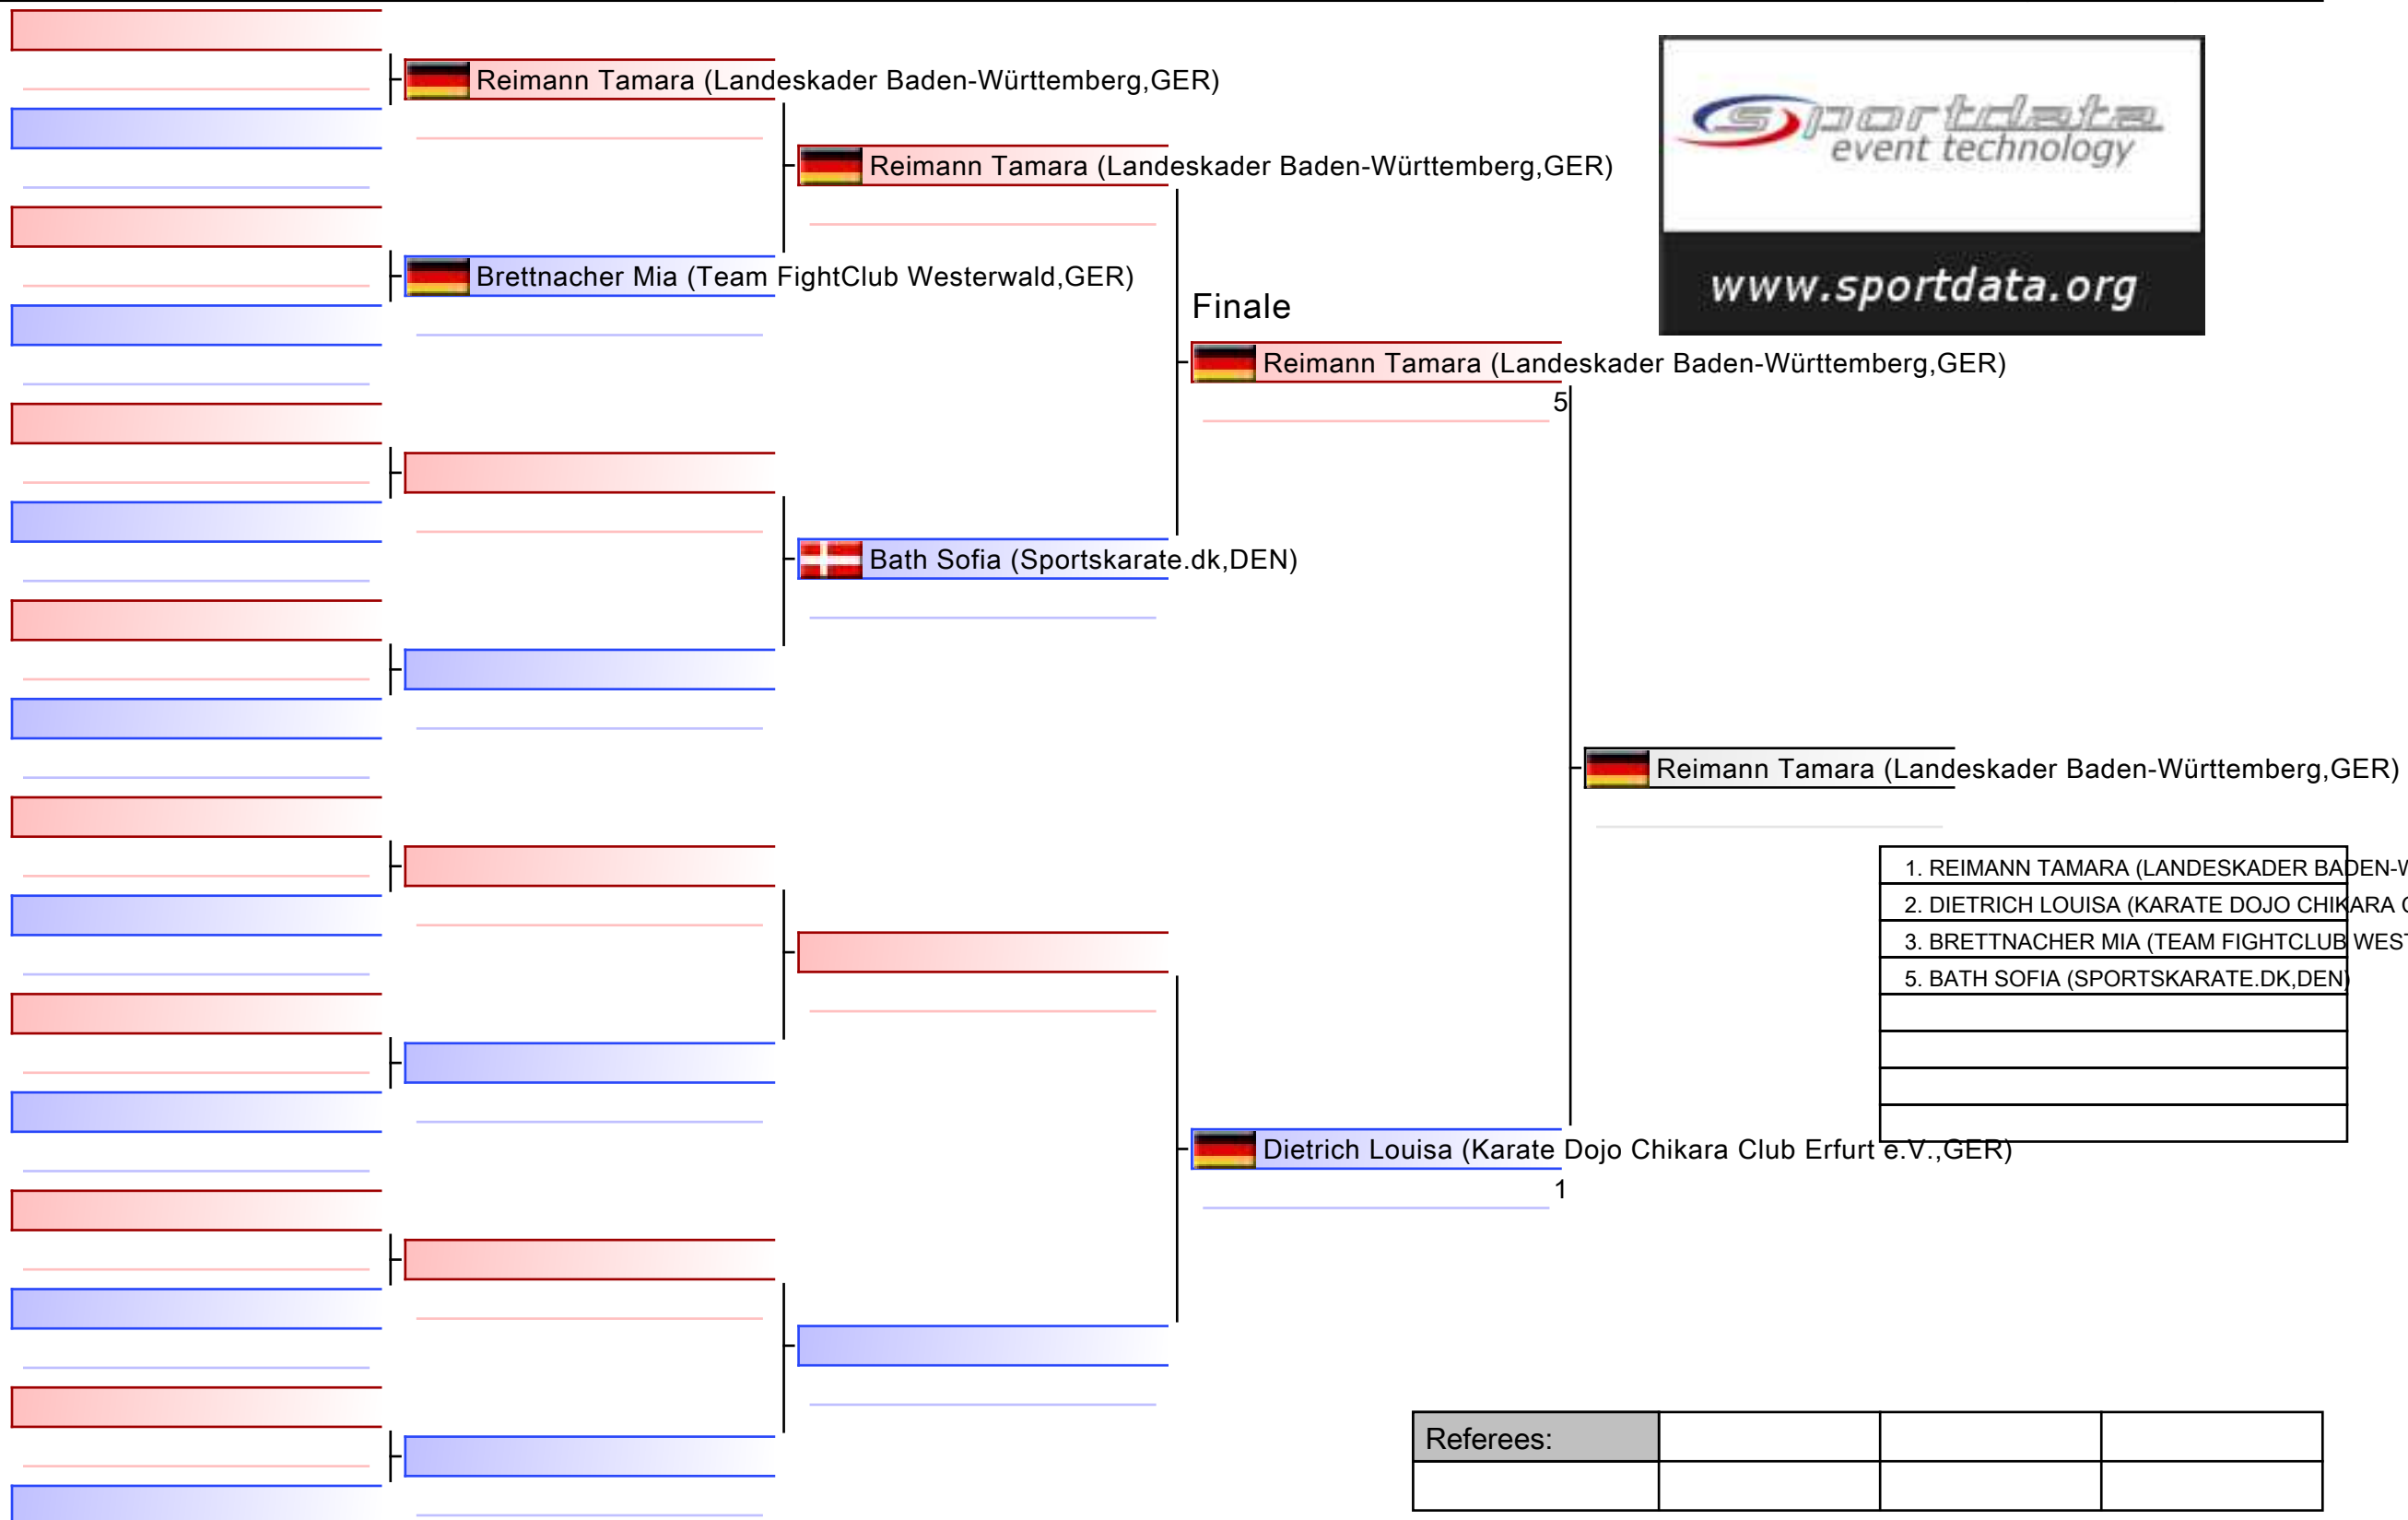 Reimann Tamara (Landeskader Baden-Württemberg,GER)
Reimann Tamara (Landeskader Baden-Württemberg,GER)
Brettnacher Mia (Team FightClub Westerwald,GER)
sportdata
event technology
www.sportdata.org
Finale
Reimann Tamara (Landeskader Baden-Württemberg,GER)
5
Bath Sofia (Sportskarate.dk,DEN)
Reimann Tamara (Landeskader Baden-Württemberg,GER)
1. REIMANN TAMARA (LANDESKADER BADEN-W
2. DIETRICH LOUISA (KARATE DOJO CHIKARA C
3. BRETTNACHER MIA (TEAM FIGHTCLUB WEST
5. BATH SOFIA (SPORTSKARATE.DK,DEN)
Dietrich Louisa (Karate Dojo Chikara Club Erfurt e.V.,GER)
1
Referees: